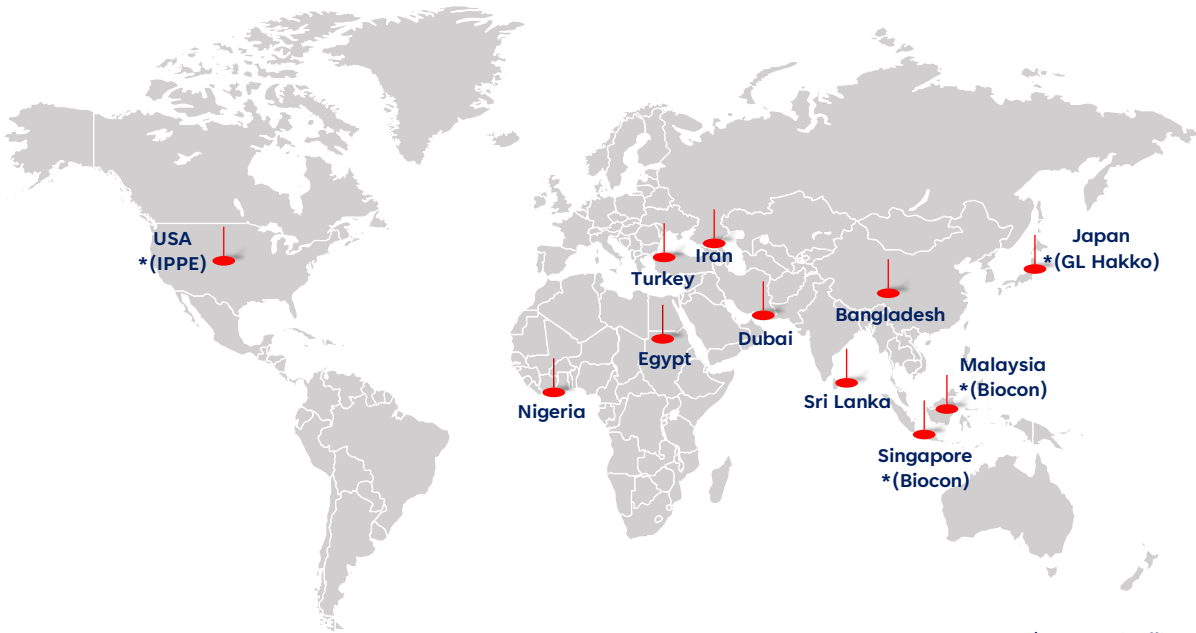 USA
*(IPPE)
Japan
*(GL Hakko)
Iran
Turkey
Bangladesh
Dubai
Egypt
Malaysia
*(Biocon)
Sri Lanka
Nigeria
Singapore
*(Biocon)